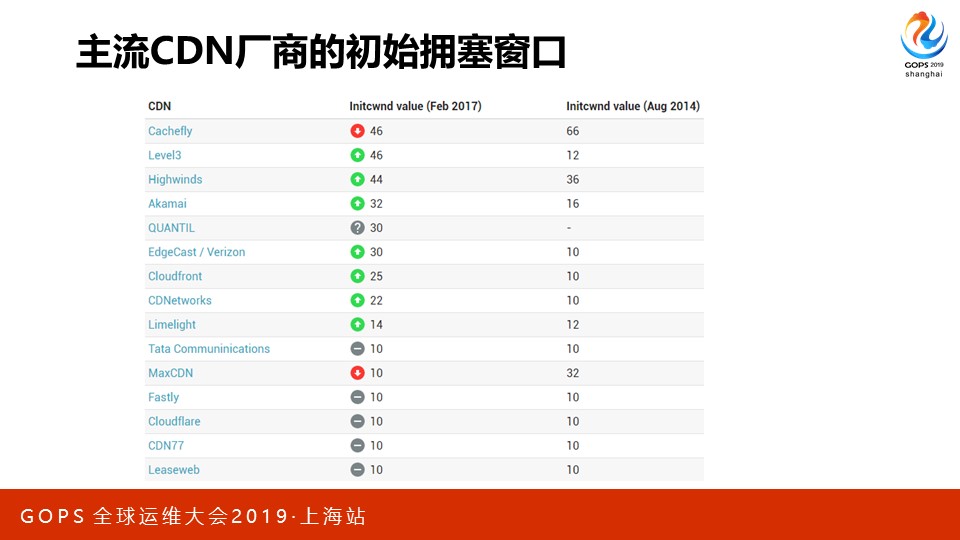 主流CDN厂商的初始拥塞窗口
GOPS 2019
shanghai
CDN Initcwnd value (Feb 2017) Initcwnd value (Aug 2014)
Cachefly 46 66
Level3 46 12
Highwinds 44 36
Akamai 32 16
QUANTIL ? 30 -
EdgeCast / Verizon 30 10
Cloudfront 25 10
CDNetworks 22 10
Limelight 14 12
Tata Communinications 10 10
MaxCDN 10 32
Fastly 10 10
Cloudflare 10 10
CDN77 10 10
Leaseweb 10 10
GOPS 全球运维大会2019·上海站